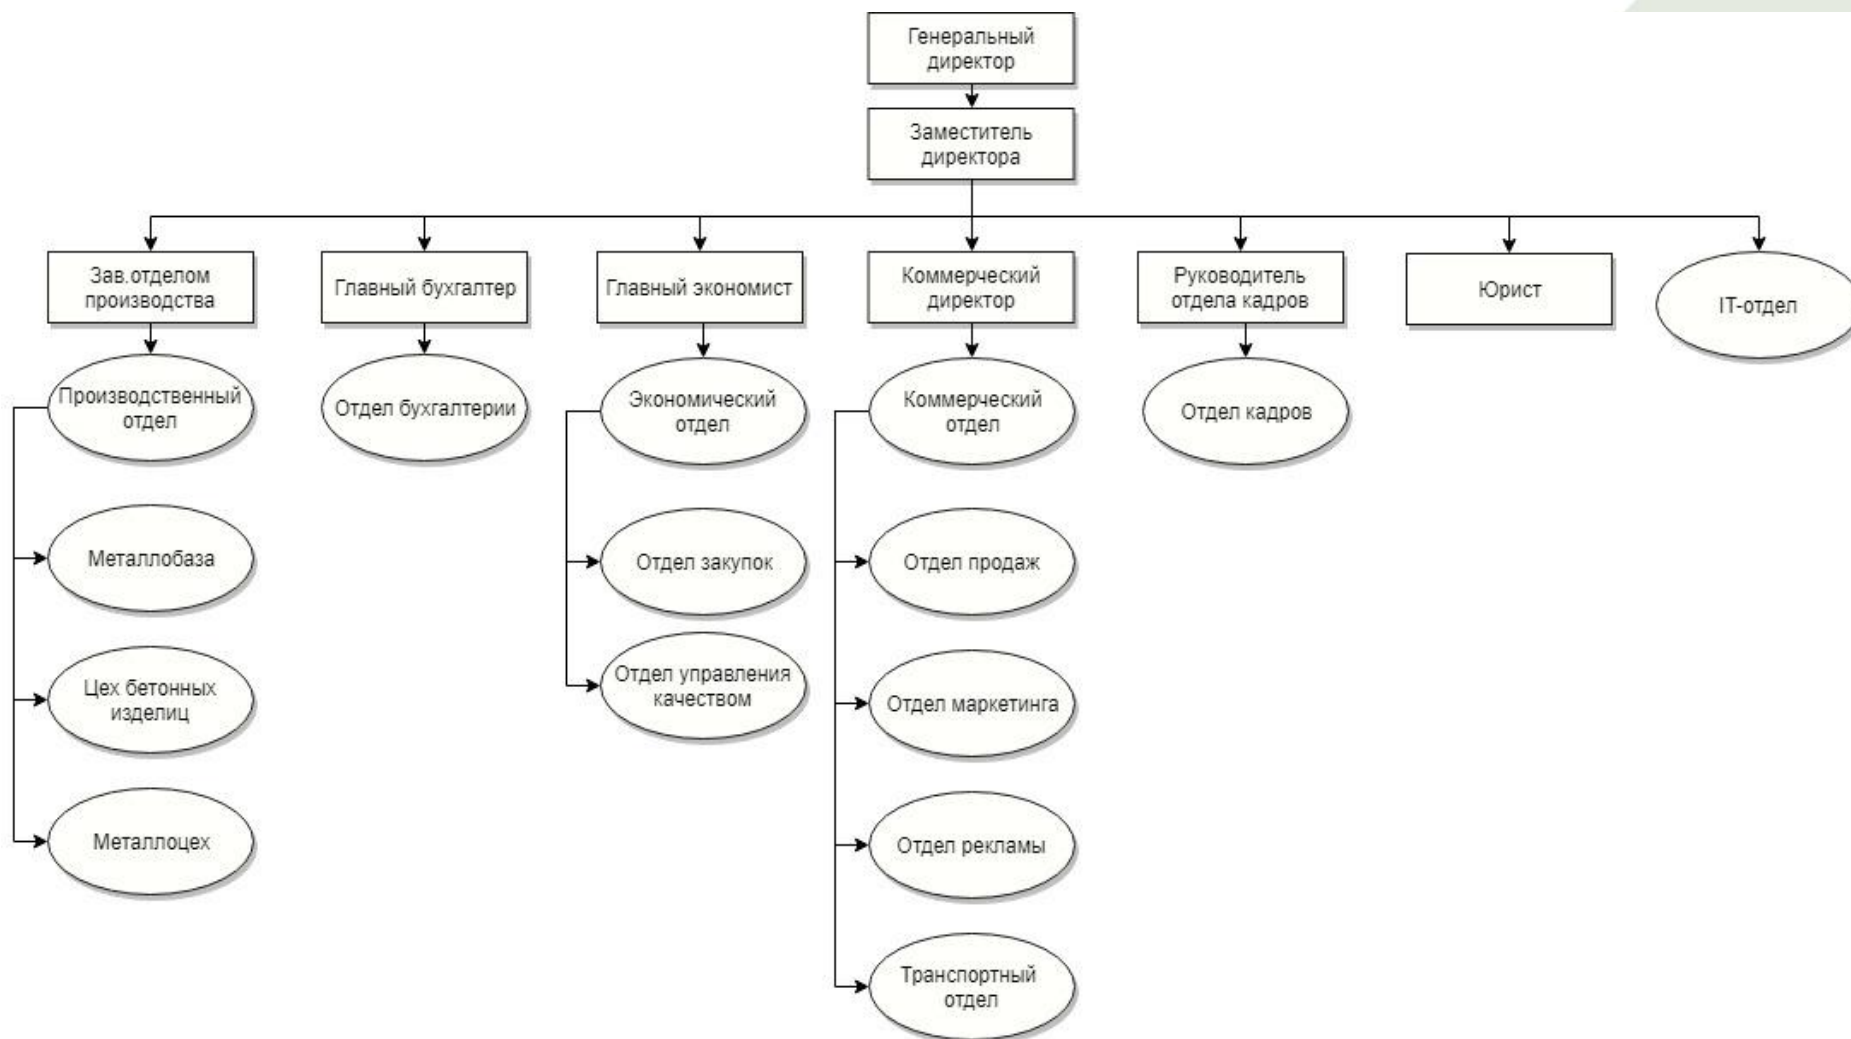 Генеральный
директор
Заместитель
директора
Зав.отделом
производства
Главный бухгалтер
Главный экономист
Коммерческий
директор
Руководитель
отдела кадров
Юрист
IT-отдел
Производственный
отдел
Отдел бухгалтерии
Экономический
отдел
Коммерческий
отдел
Отдел кадров
Металлобаза
Отдел закупок
Отдел продаж
Цех бетонных
изделиц
Отдел управления
качеством
Отдел маркетинга
Металлоцех
Отдел рекламы
Транспортный
отдел